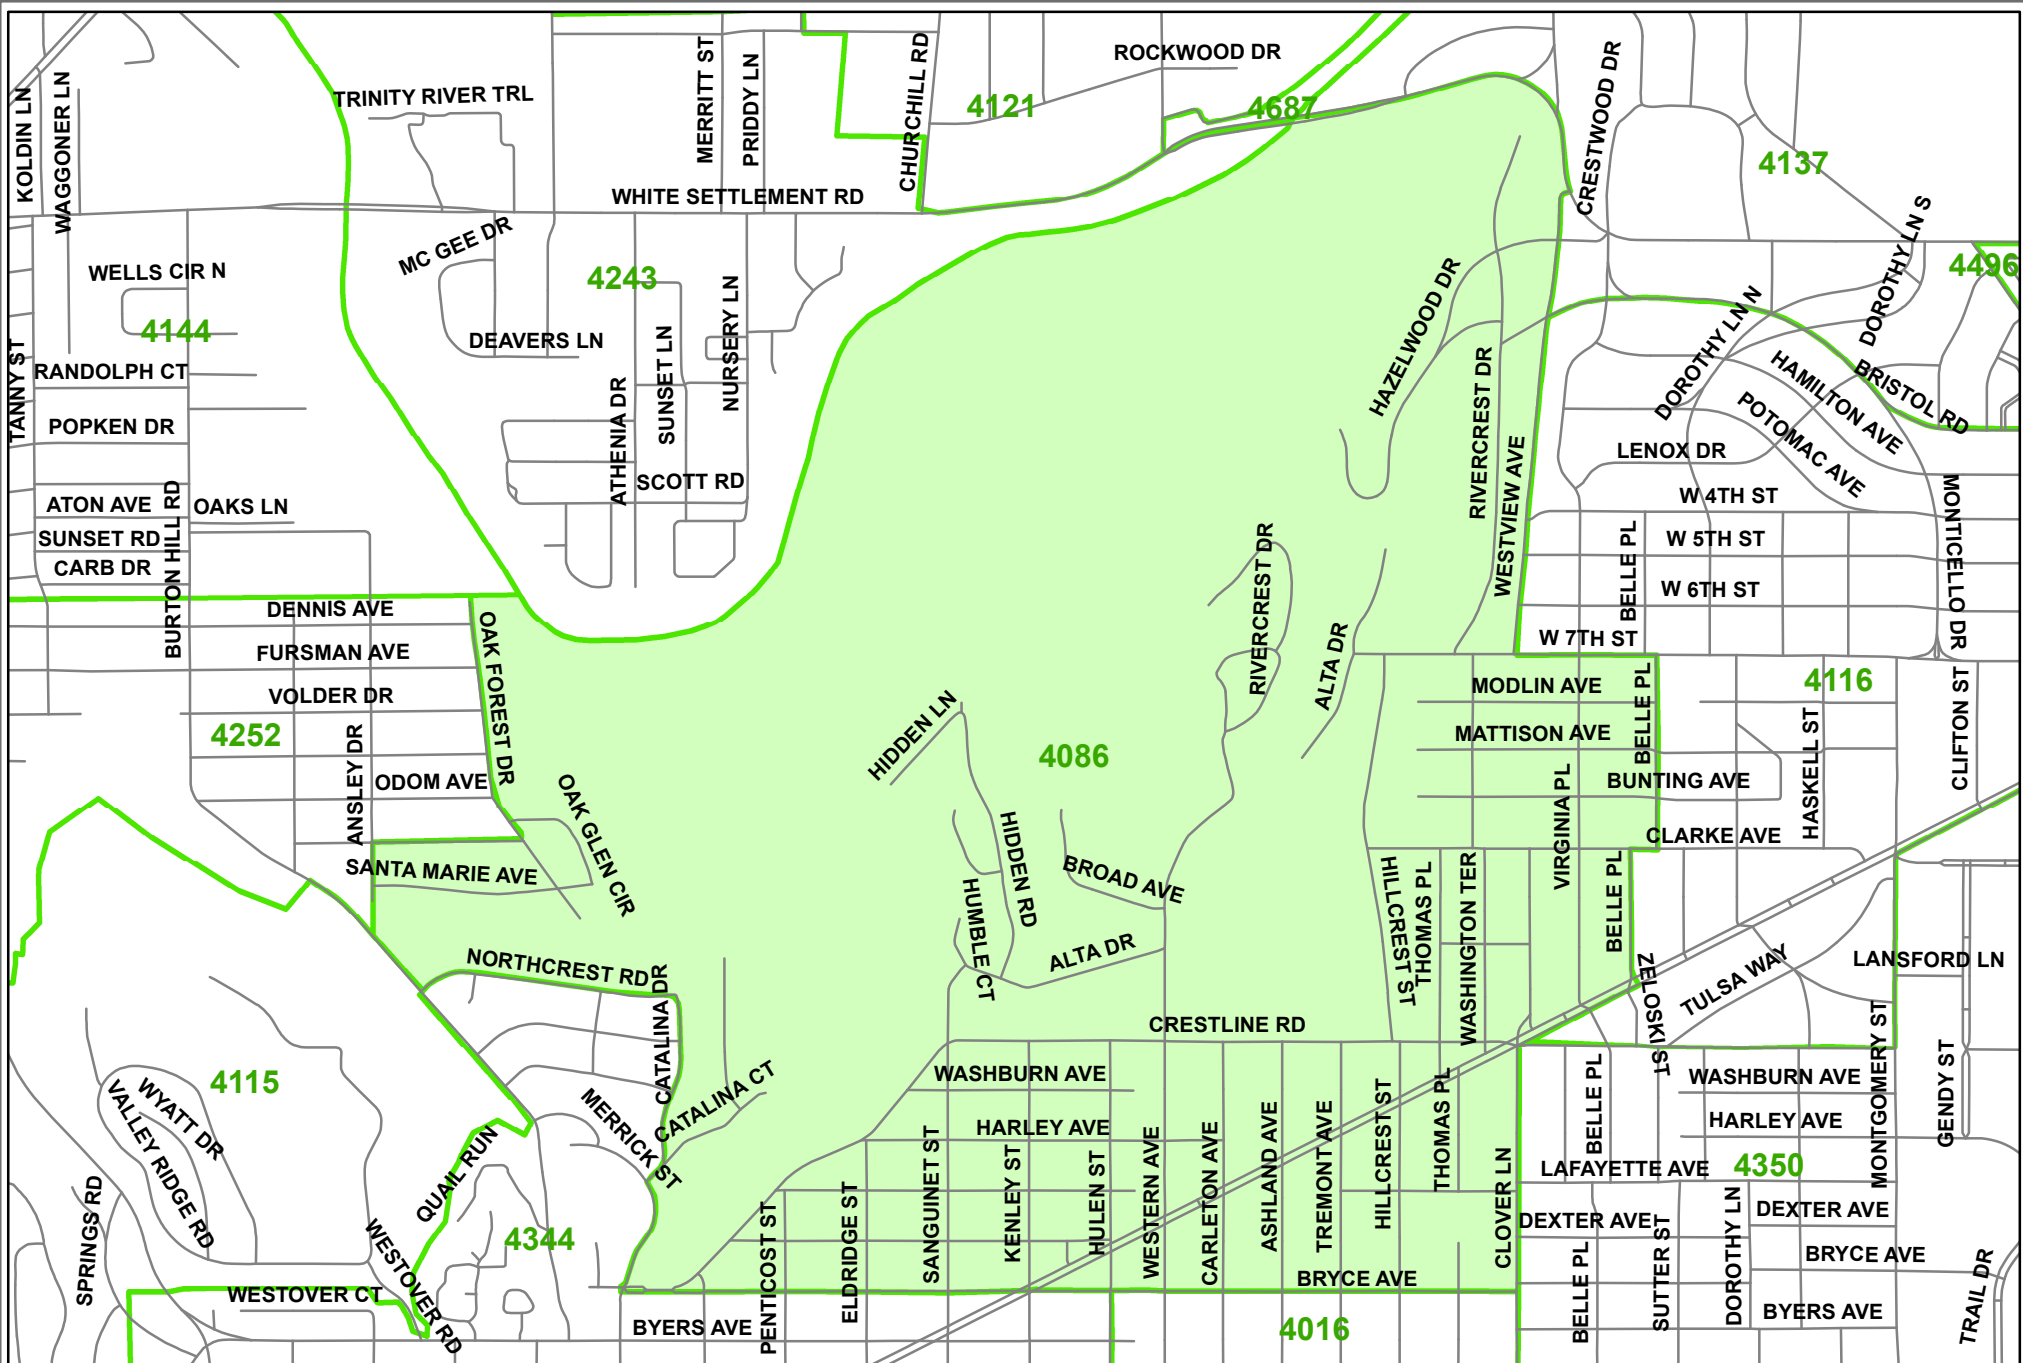 ROCKWOOD DR
KOLDIN LN
WAGGONER LN
TRINITY RIVER TRL
MERRITT ST
PRIDDY LN
CHURCHILL RD
4121
4687
CRESTWOOD DR
4137
WHITE SETTLEMENT RD
MC GEE DR
DOROTHY LN S
WELLS CIR N
4243
4496
4144
NURSERY LN
HAZELWOOD DR
DOROTHY LN N
DEAVERS LN
SUNSET LN
TANNY ST
RANDOLPH CT
ATHENIA DR
RIVERCREST DR
HAMILTON AVE
BRISTOL RD
POPKEN DR
POTOMAC AVE
LENOX DR
SCOTT RD
WESTVIEW AVE
W 4TH ST
MONTICELLO DR
ATON AVE
BURTON HILL RD
OAKS LN
SUNSET RD
W 5TH ST
BELLE PL
CARB DR
RIVERCREST DR
W 6TH ST
DENNIS AVE
OAK FOREST DR
W 7TH ST
FURSMAN AVE
ALTA DR
MODLIN AVE
BELLE PL
4116
VOLDER DR
CLIFTON ST
4252
HIDDEN LN
4086
MATTISON AVE
ANSLEY DR
ODOM AVE
BUNTING AVE
HASKELL ST
OAK GLEN CIR
VIRGINIA PL
CLARKE AVE
SANTA MARIE AVE
HIDDEN RD
BROAD AVE
HILLCREST ST
THOMAS PL
WASHINGTON TER
BELLE PL
HUMBLE CT
ALTA DR
NORTHCREST RD
CATALINA DR
ZELOSKI ST
TULSA WAY
LANSFORD LN
CRESTLINE RD
MONTGOMERY ST
GENDY ST
4115
WASHBURN AVE
WASHBURN AVE
WYATT DR
VALLEY RIDGE RD
MERRICK ST
CATALINA CT
BELLE PL
HARLEY AVE
HARLEY AVE
QUAIL RUN
SANGUINET ST
KENLEY ST
HULEN ST
WESTERN AVE
CARLETON AVE
ASHLAND AVE
TREMONT AVE
HILLCREST ST
THOMAS PL
CLOVER LN
LAFAYETTE AVE
4350
SPRINGS RD
WESTOVER RD
4344
PENTICOST ST
ELDRIDGE ST
DEXTER AVE
DEXTER AVE
SUTTER ST
DOROTHY LN
BELLE PL
BRYCE AVE
TRAIL DR
WESTOVER CT
BRYCE AVE
BYERS AVE
4016
BYERS AVE